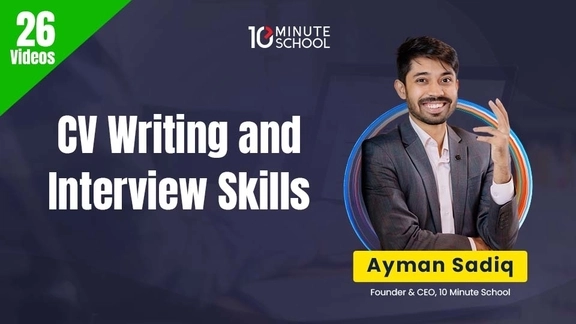 26
Videos
10 MINUTE
SCHOOL
CV Writing and
Interview Skills
Ayman Sadiq
Founder & CEO, 10 Minute School